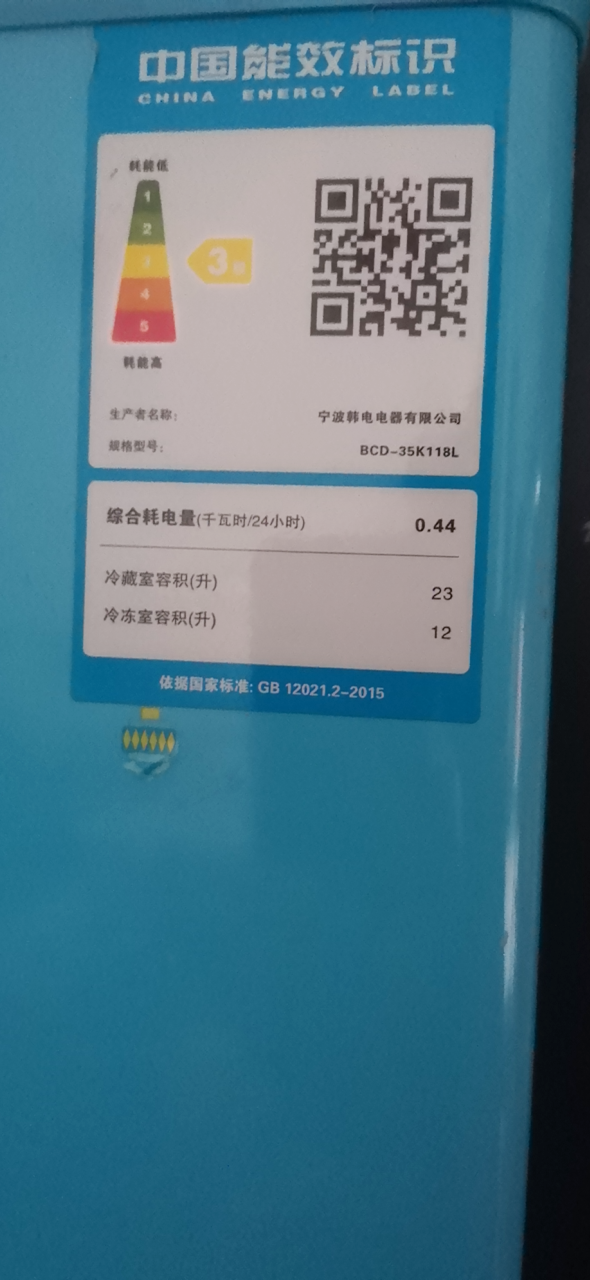 中国能效标识
CHINA ENERGY LABEL
耗能低
1
2
3
4
5
3级
耗能高
生产者名称: 宁波韩电电器有限公司
规格型号: BCD-35K118L
综合耗电量(千瓦时/24小时) 0.44
冷藏室容积(升) 23
冷冻室容积(升) 12
依据国家标准: GB 12021.2-2015